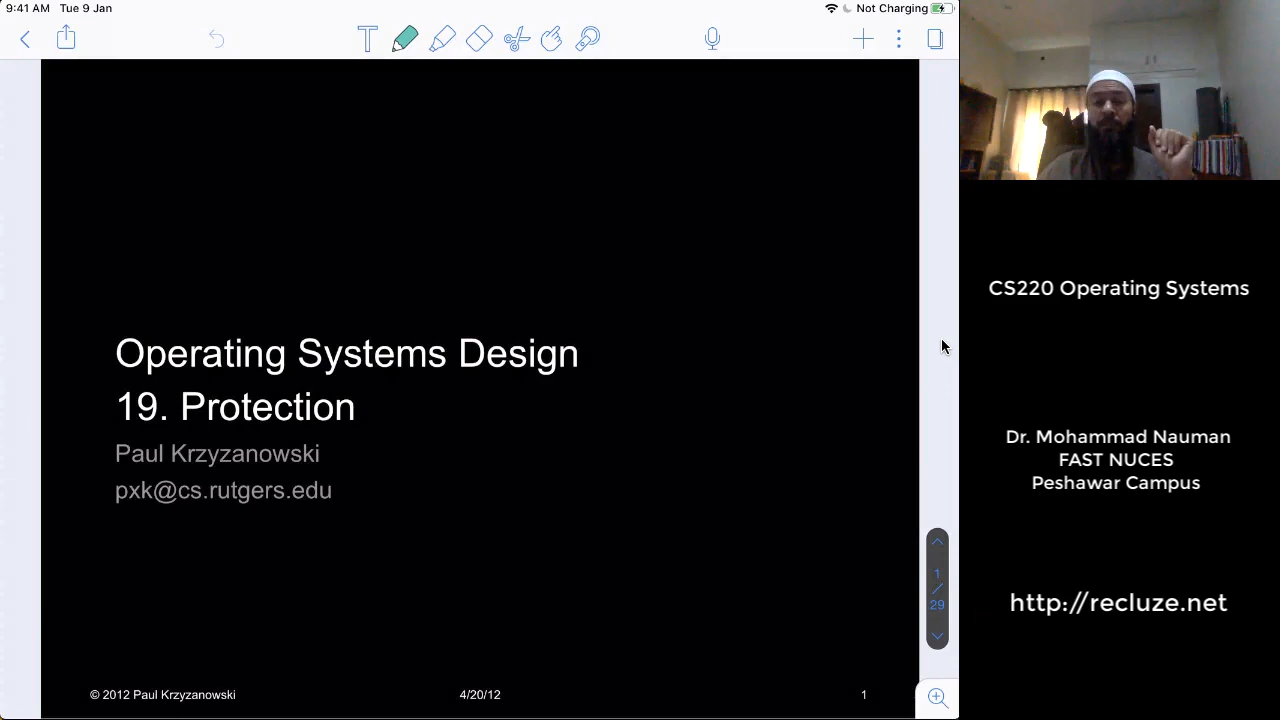 9:41 AM Tue 9 Jan
Not Charging
Operating Systems Design
19. Protection
Paul Krzyzanowski
pxk@cs.rutgers.edu
1
/
29
© 2012 Paul Krzyzanowski
4/20/12
1
CS220 Operating Systems
Dr. Mohammad Nauman
FAST NUCES
Peshawar Campus
http://recluze.net